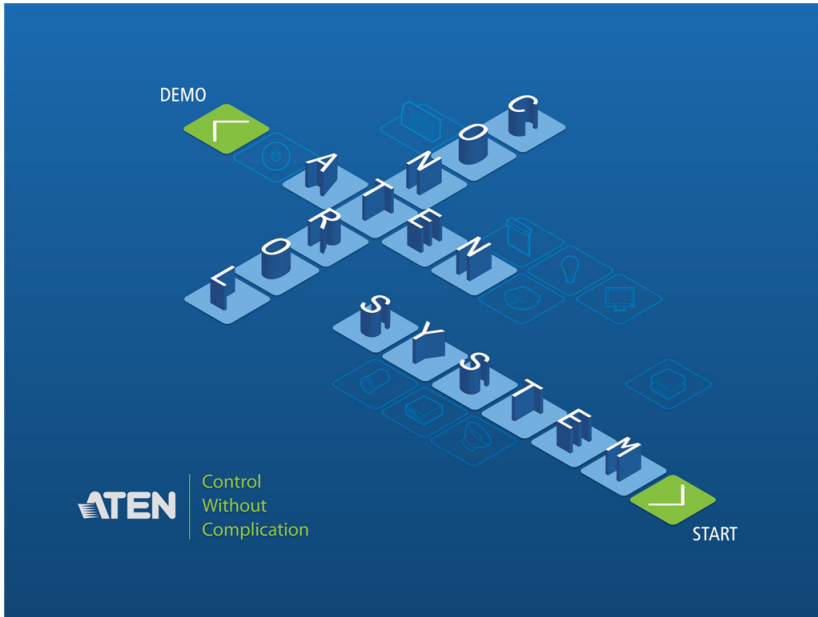 DEMO
CONTROL
ATEN
SYSTEM
START
ATEN
Control
Without
Complication